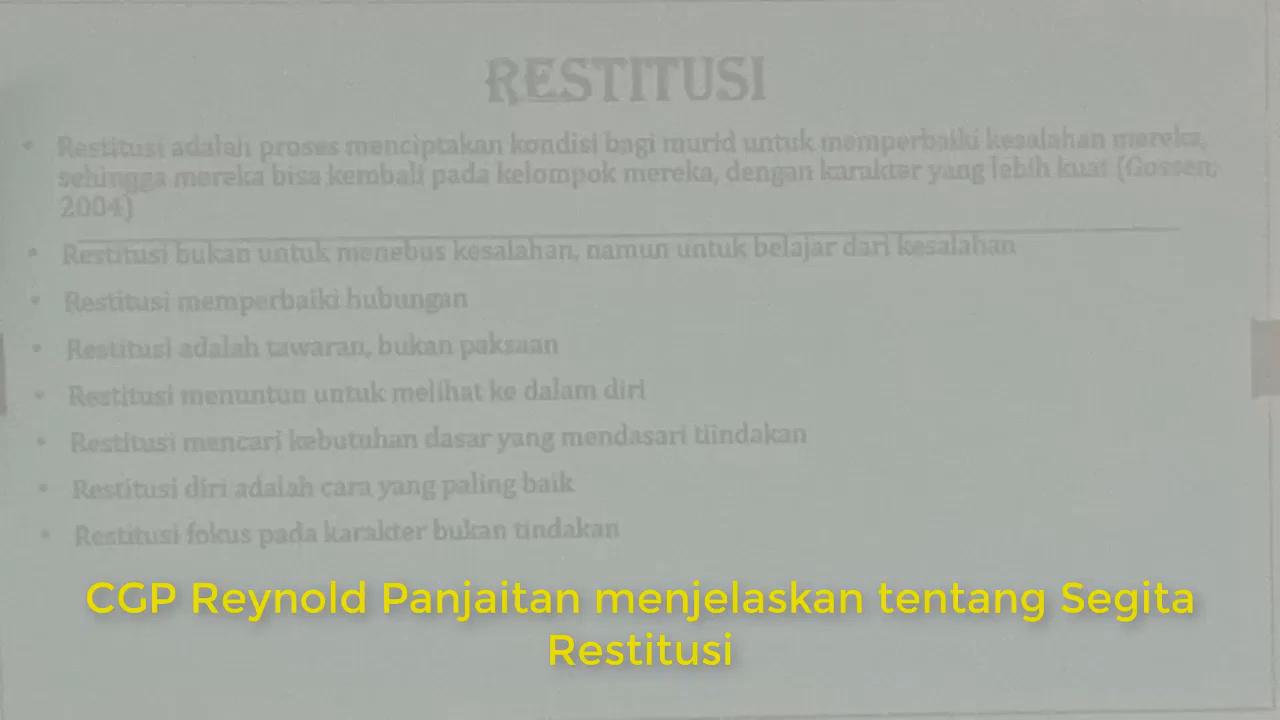 RESTITUSI
• Restitusi adalah proses menciptakan kondisi bagi murid untuk memperbaiki kesalahan mereka,
sehingga mereka bisa kembali pada kelompok mereka, dengan karakter yang lebih kuat (Gossen;
2004)
• Restitusi bukan untuk menebus kesalahan, namun untuk belajar dari kesalahan
• Restitusi memperbaiki hubungan
• Restitusi adalah tawaran, bukan paksaan
• Restitusi menuntun untuk melihat ke dalam diri
• Restitusi mencari kebutuhan dasar yang mendasari tiindakan
• Restitusi diri adalah cara yang paling baik
• Restitusi fokus pada karakter bukan tindakan
CGP Reynold Panjaitan menjelaskan tentang Segita
Restitusi